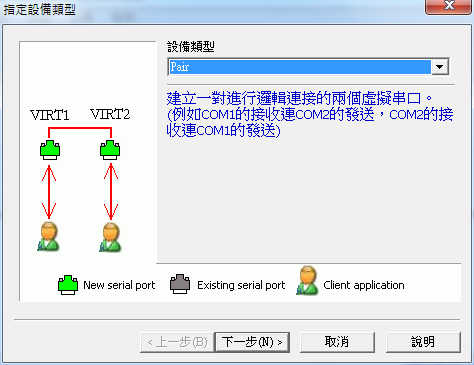 指定設備類型
設備類型
Pair
建立一對進行邏輯連接的兩個虛擬串口。
(例如COM1的接收連COM2的發送，COM2的接
收連COM1的發送)
VIRT1 VIRT2
New serial port Existing serial port Client application
< 上一步(B) 下一步(N) > 取消 說明